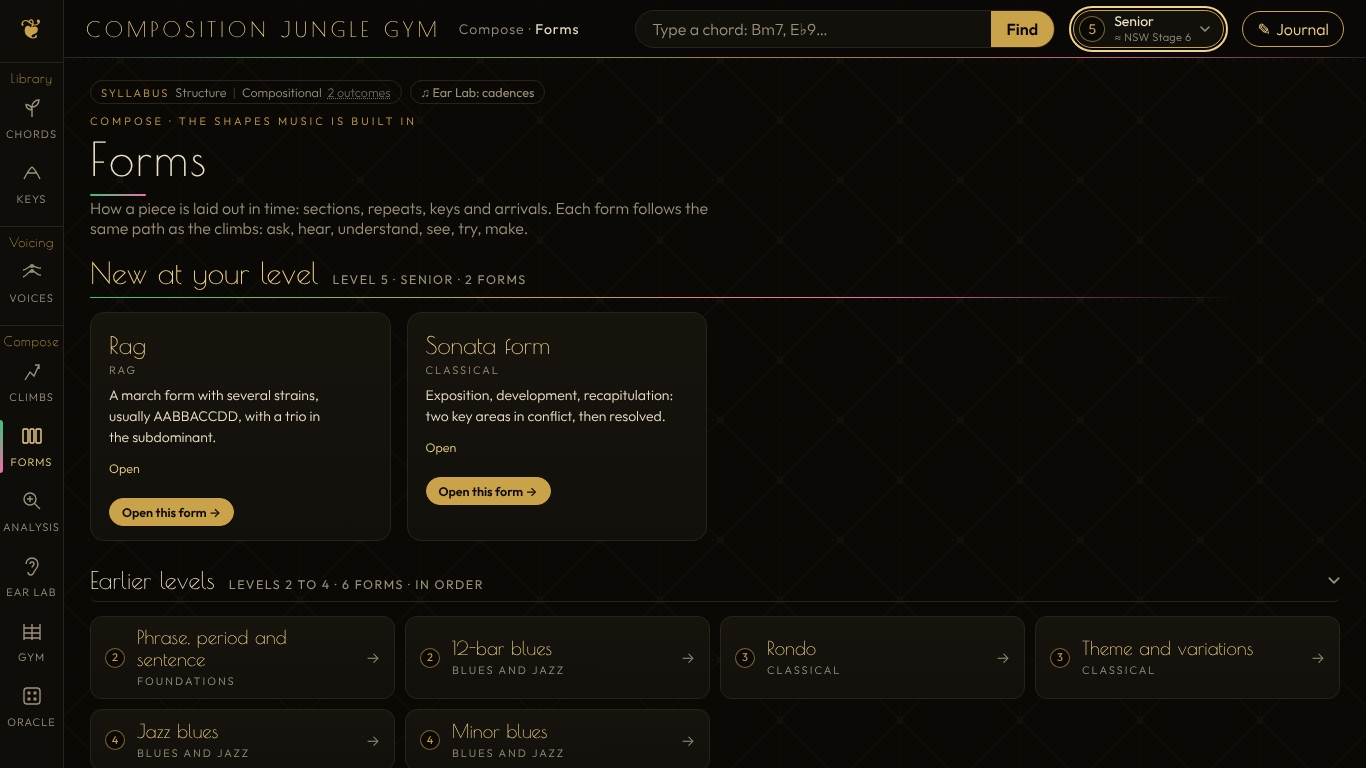 COMPOSITION JUNGLE GYM
Compose · Forms
Type a chord: Bm7, E♭9...
Find
5
Senior
≈ NSW Stage 6
✎ Journal
Library
CHORDS
KEYS
Voicing
VOICES
Compose
CLIMBS
FORMS
ANALYSIS
EAR LAB
GYM
ORACLE
SYLLABUS Structure | Compositional 2 outcomes
♫ Ear Lab: cadences
COMPOSE · THE SHAPES MUSIC IS BUILT IN
Forms
How a piece is laid out in time: sections, repeats, keys and arrivals. Each form follows the
same path as the climbs: ask, hear, understand, see, try, make.
New at your level LEVEL 5 · SENIOR · 2 FORMS
Rag
RAG
A march form with several strains,
usually AABBACCDD, with a trio in
the subdominant.
Open
Open this form →
Sonata form
CLASSICAL
Exposition, development, recapitulation:
two key areas in conflict, then resolved.
Open
Open this form →
Earlier levels LEVELS 2 TO 4 · 6 FORMS · IN ORDER
2
Phrase, period and
sentence
FOUNDATIONS
→
2
12-bar blues
BLUES AND JAZZ
→
3
Rondo
CLASSICAL
→
3
Theme and variations
CLASSICAL
→
4
Jazz blues
BLUES AND JAZZ
→
4
Minor blues
BLUES AND JAZZ
→